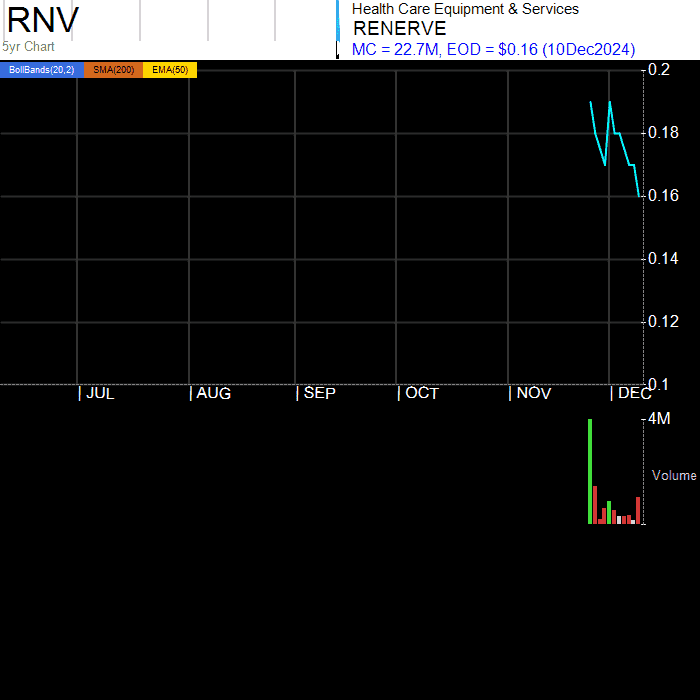 RNV
5yr Chart
Health Care Equipment & Services
RENERVE
MC = 22.7M, EOD = $0.16 (10Dec2024)
BollBands(20,2) SMA(200) EMA(50)
0.2
0.18
0.16
0.14
0.12
0.1
| JUL | AUG | SEP | OCT | NOV | DEC
4M
Volume